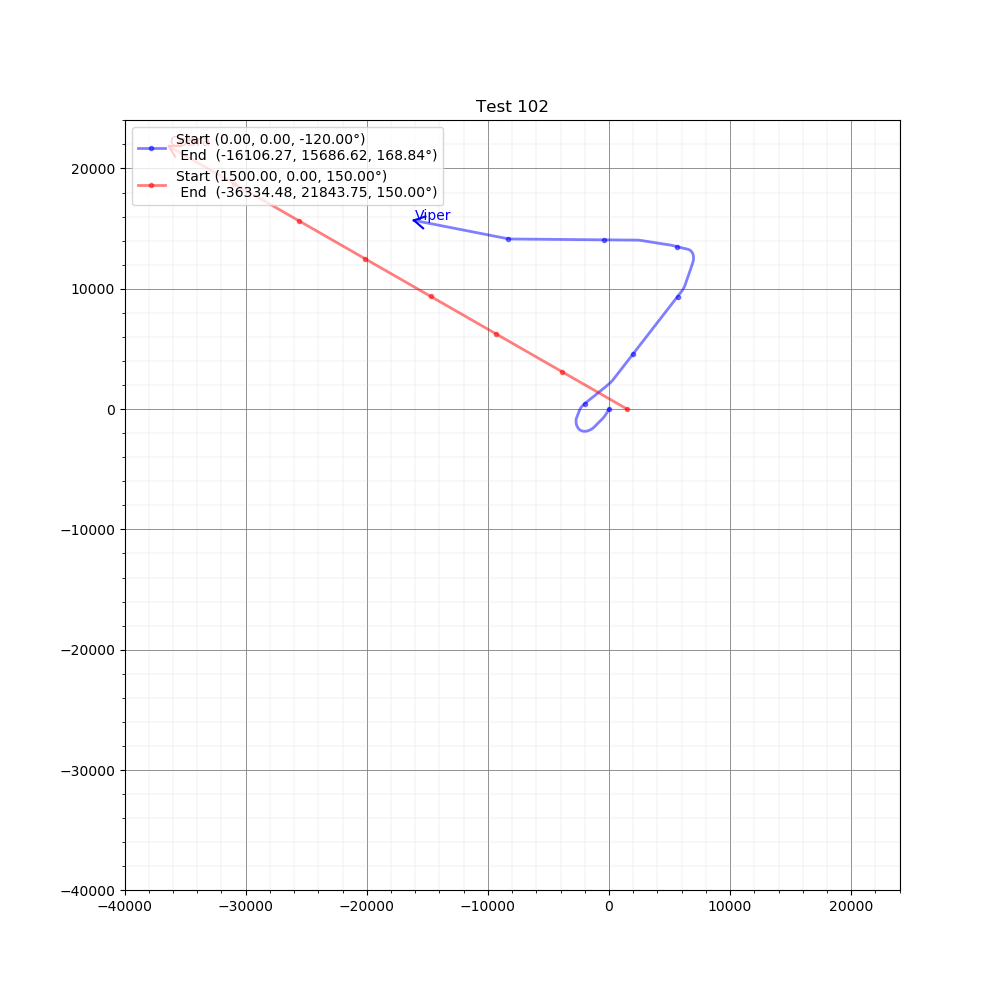 Test 102
Start (0.00, 0.00, -120.00°)
End (-16106.27, 15686.62, 168.84°)
Start (1500.00, 0.00, 150.00°)
End (-36334.48, 21843.75, 150.00°)
Viper
20000
10000
0
−10000
−20000
−30000
−40000
−40000 −30000 −20000 −10000 0 10000 20000